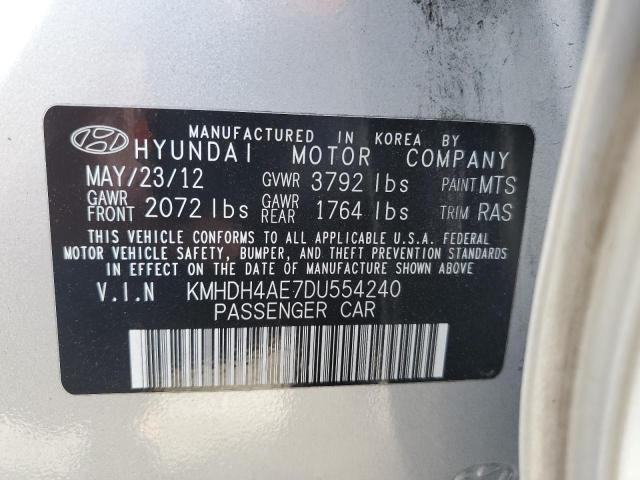 MANUFACTURED IN KOREA BY
HYUNDAI MOTOR COMPANY
MAY/23/12 GVWR 3792 lbs PAINT MTS
GAWR FRONT 2072 lbs GAWR REAR 1764 lbs TRIM RAS
THIS VEHICLE CONFORMS TO ALL APPLICABLE U.S.A. FEDERAL
MOTOR VEHICLE SAFETY, BUMPER, AND THEFT PREVENTION STANDARDS
IN EFFECT ON THE DATE OF MANUFACTURE SHOWN ABOVE.
V.I.N KMHDH4AE7DU554240
PASSENGER CAR